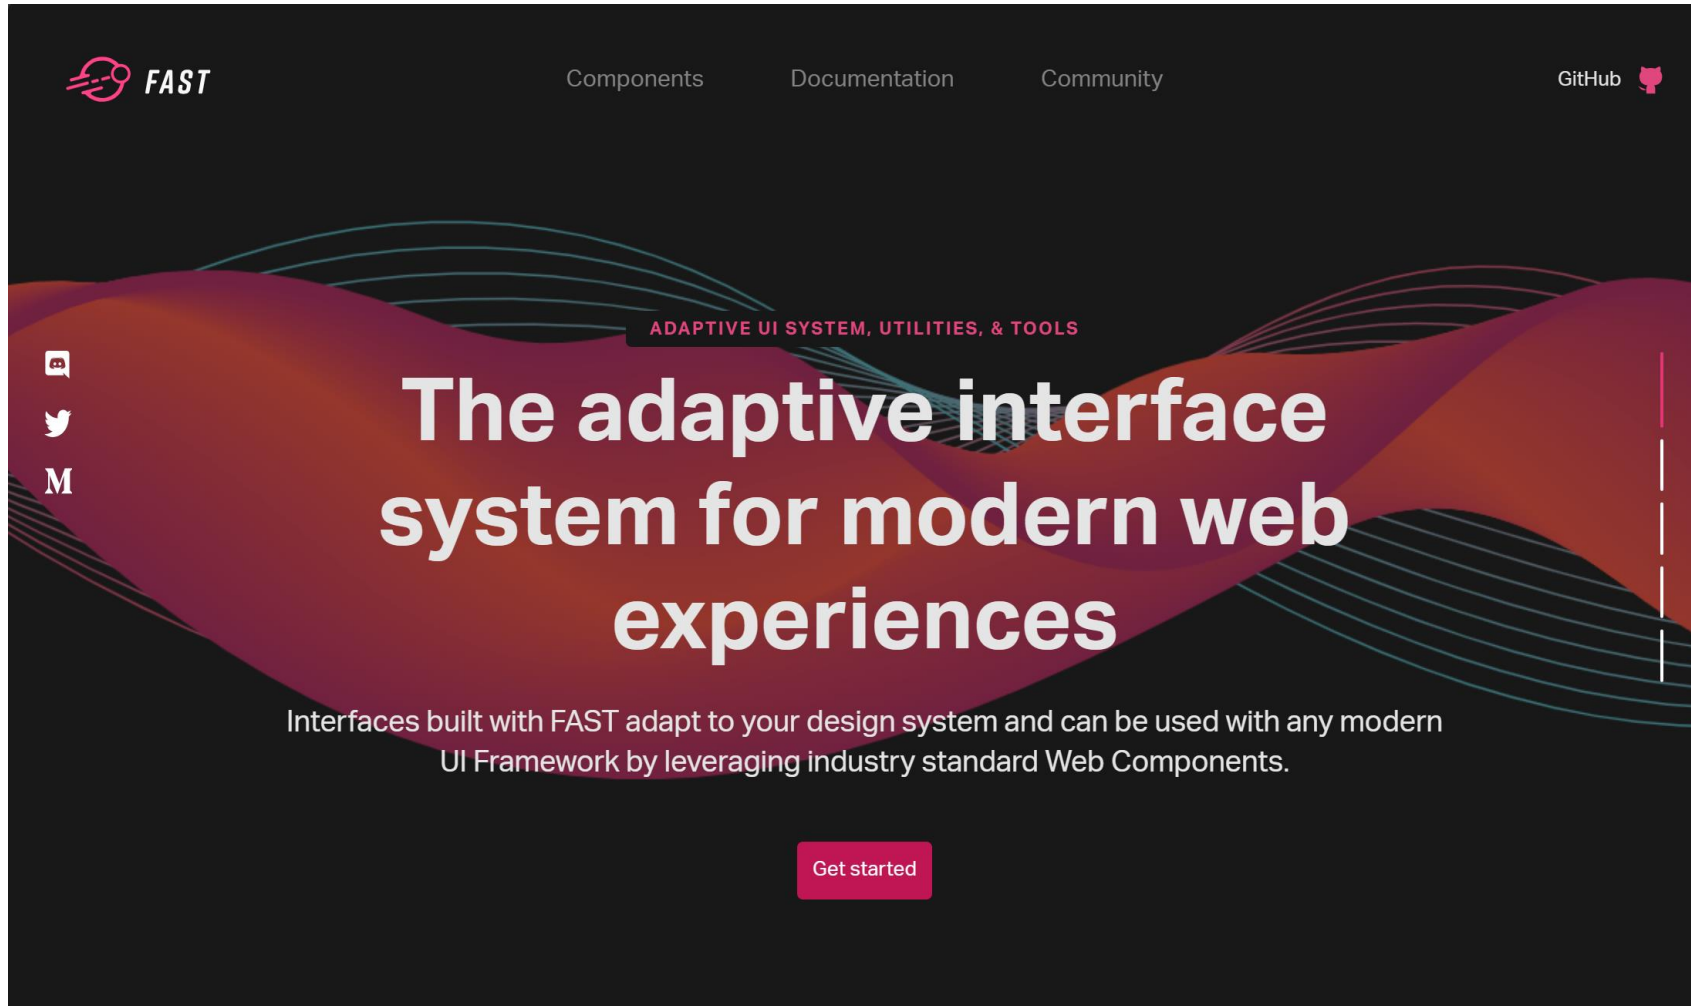 FAST
Components
Documentation
Community
GitHub
ADAPTIVE UI SYSTEM, UTILITIES, & TOOLS
The adaptive interface
system for modern web
experiences
Interfaces built with FAST adapt to your design system and can be used with any modern
UI Framework by leveraging industry standard Web Components.
Get started
M